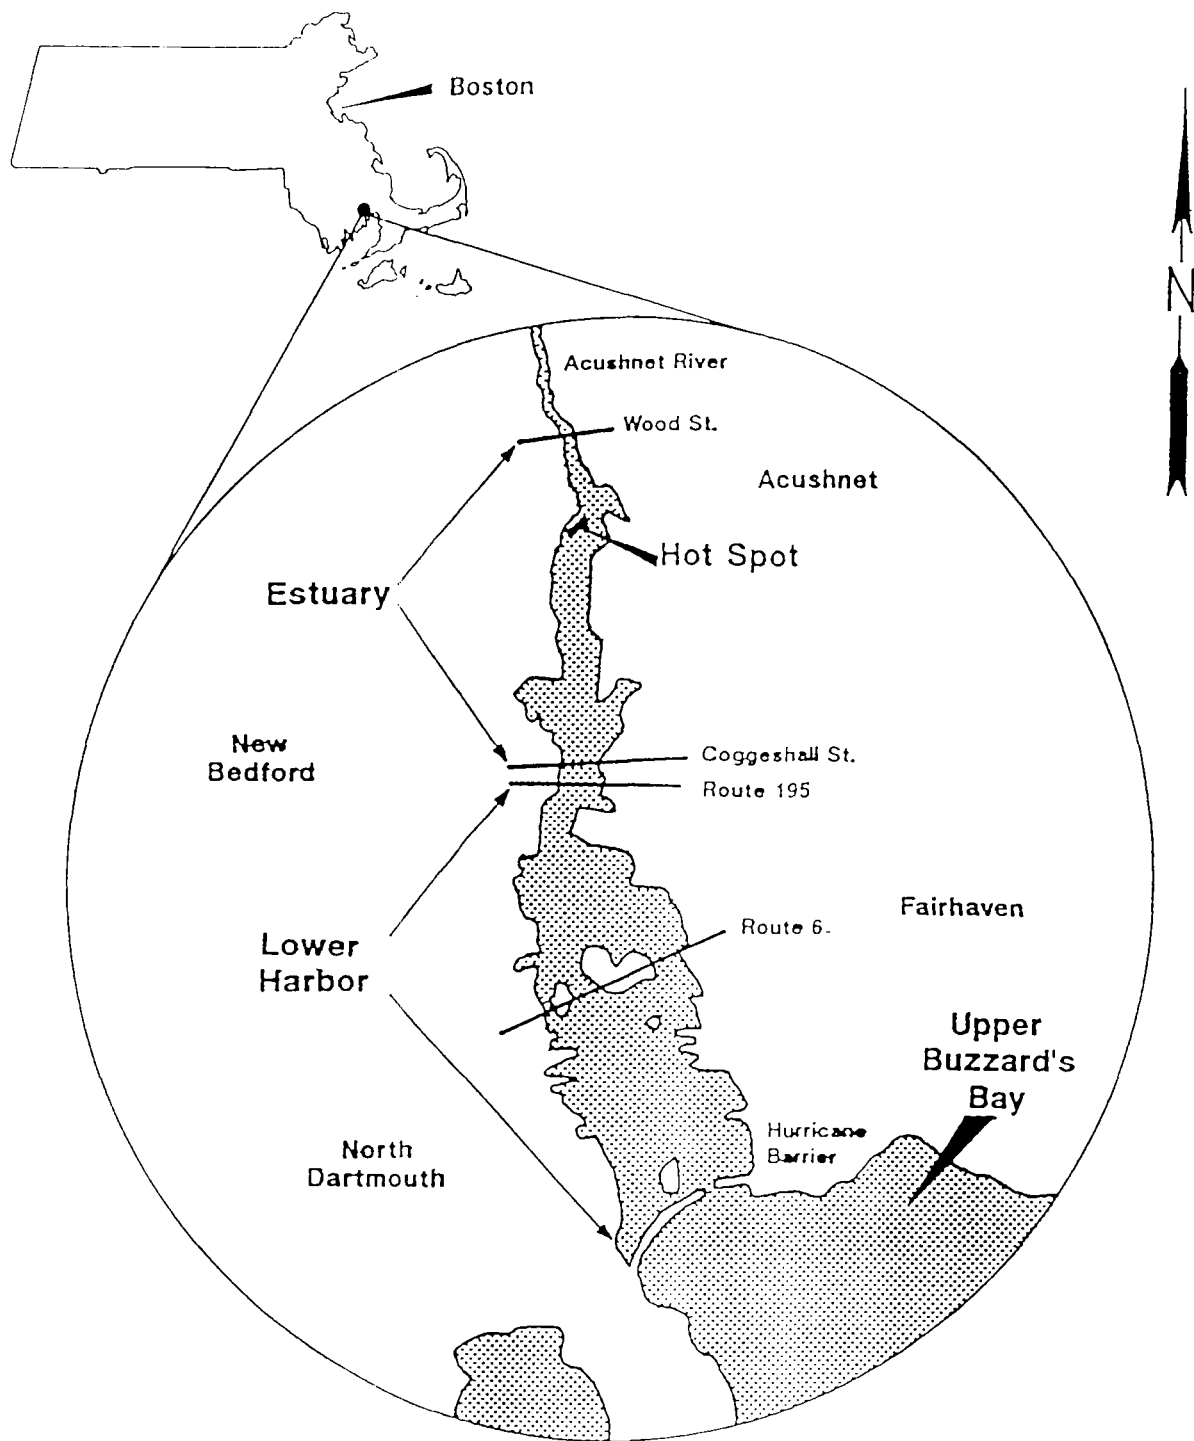 Boston
N
Acushnet River
Wood St.
Acushnet
Hot Spot
Estuary
New
Bedford
Coggeshall St.
Route 195
Fairhaven
Route 6
Lower
Harbor
Upper
Buzzard's
Bay
Hurricane
Barrier
North
Dartmouth